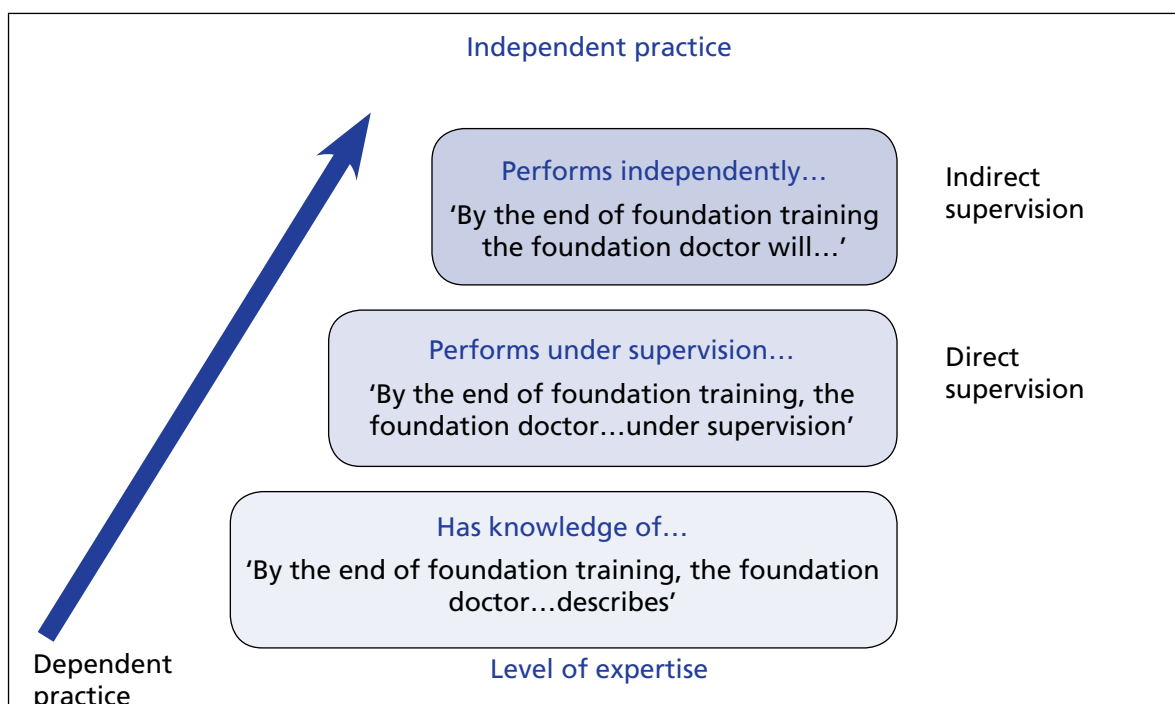 Independent practice
Performs independently…
‘By the end of foundation training
the foundation doctor will…’
Indirect
supervision
Performs under supervision…
‘By the end of foundation training, the
foundation doctor…under supervision’
Direct
supervision
Has knowledge of…
‘By the end of foundation training, the foundation
doctor…describes’
Dependent
practice
Level of expertise